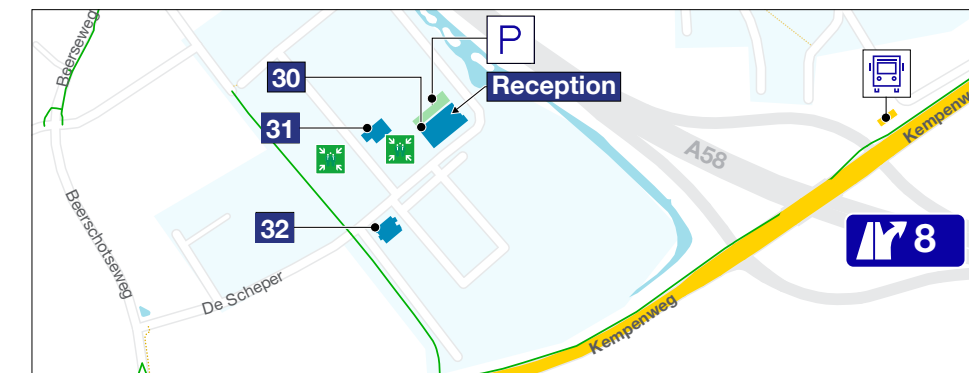 Beerseweg
P
30
Reception
31
Kempenweg
A58
Beerschotseweg
32
8
De Scheper
Kempenweg